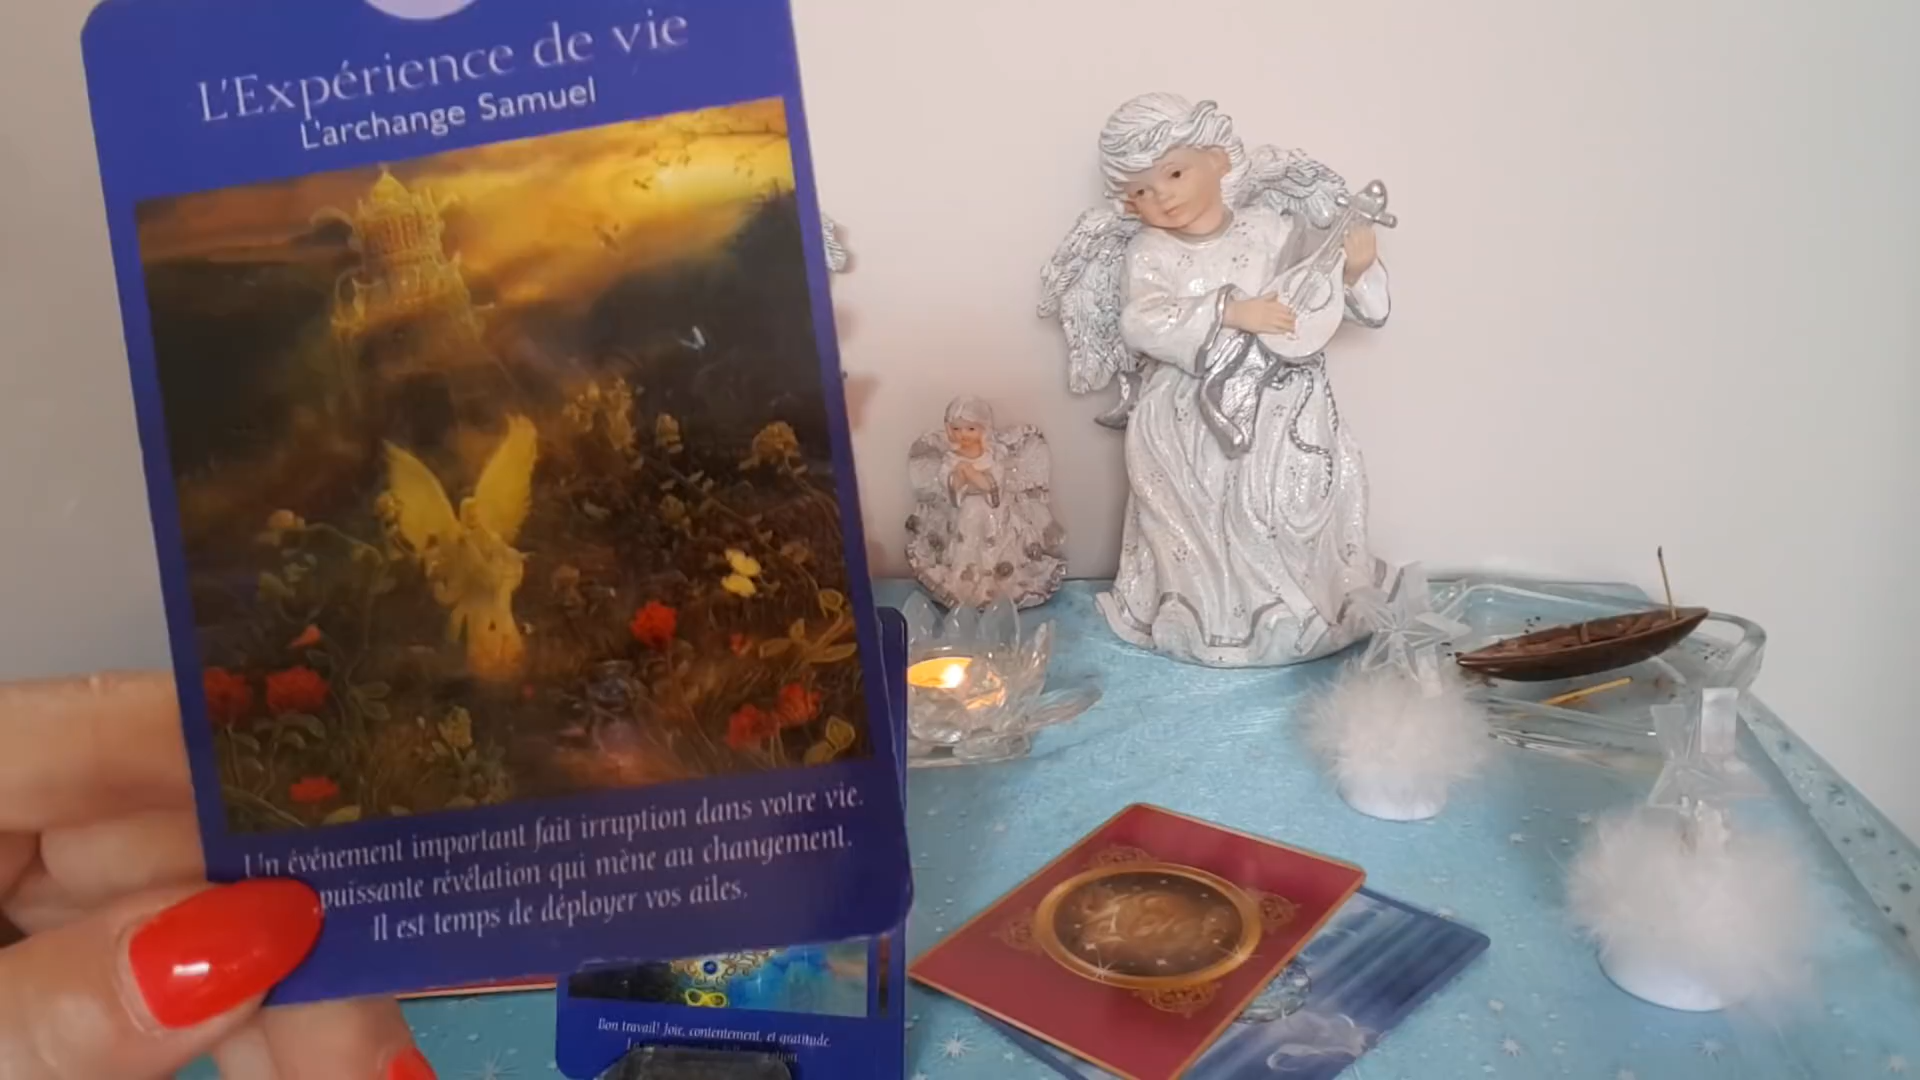 L'Expérience de vie
L'archange Samuel
Un événement important fait irruption dans votre vie.
puissante révélation qui mène au changement.
Il est temps de déployer vos ailes.
Bon travail! Joie, contentement, et gratitude.